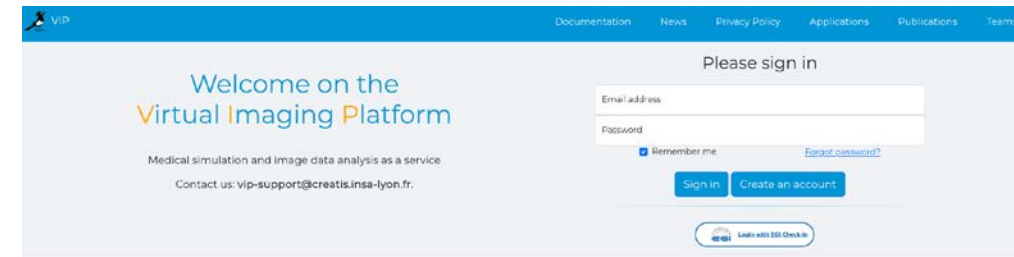 VIP Documentation News Privacy Policy Applications Publications Teams
Please sign in
Welcome on the
Virtual Imaging Platform
Medical simulation and image data analysis as a service
Contact us: vip-support@creatis.insa-lyon.fr.
Email address
Password
Remember me Forgot password?
Sign in Create an account
EGI Login with EGI Check-in